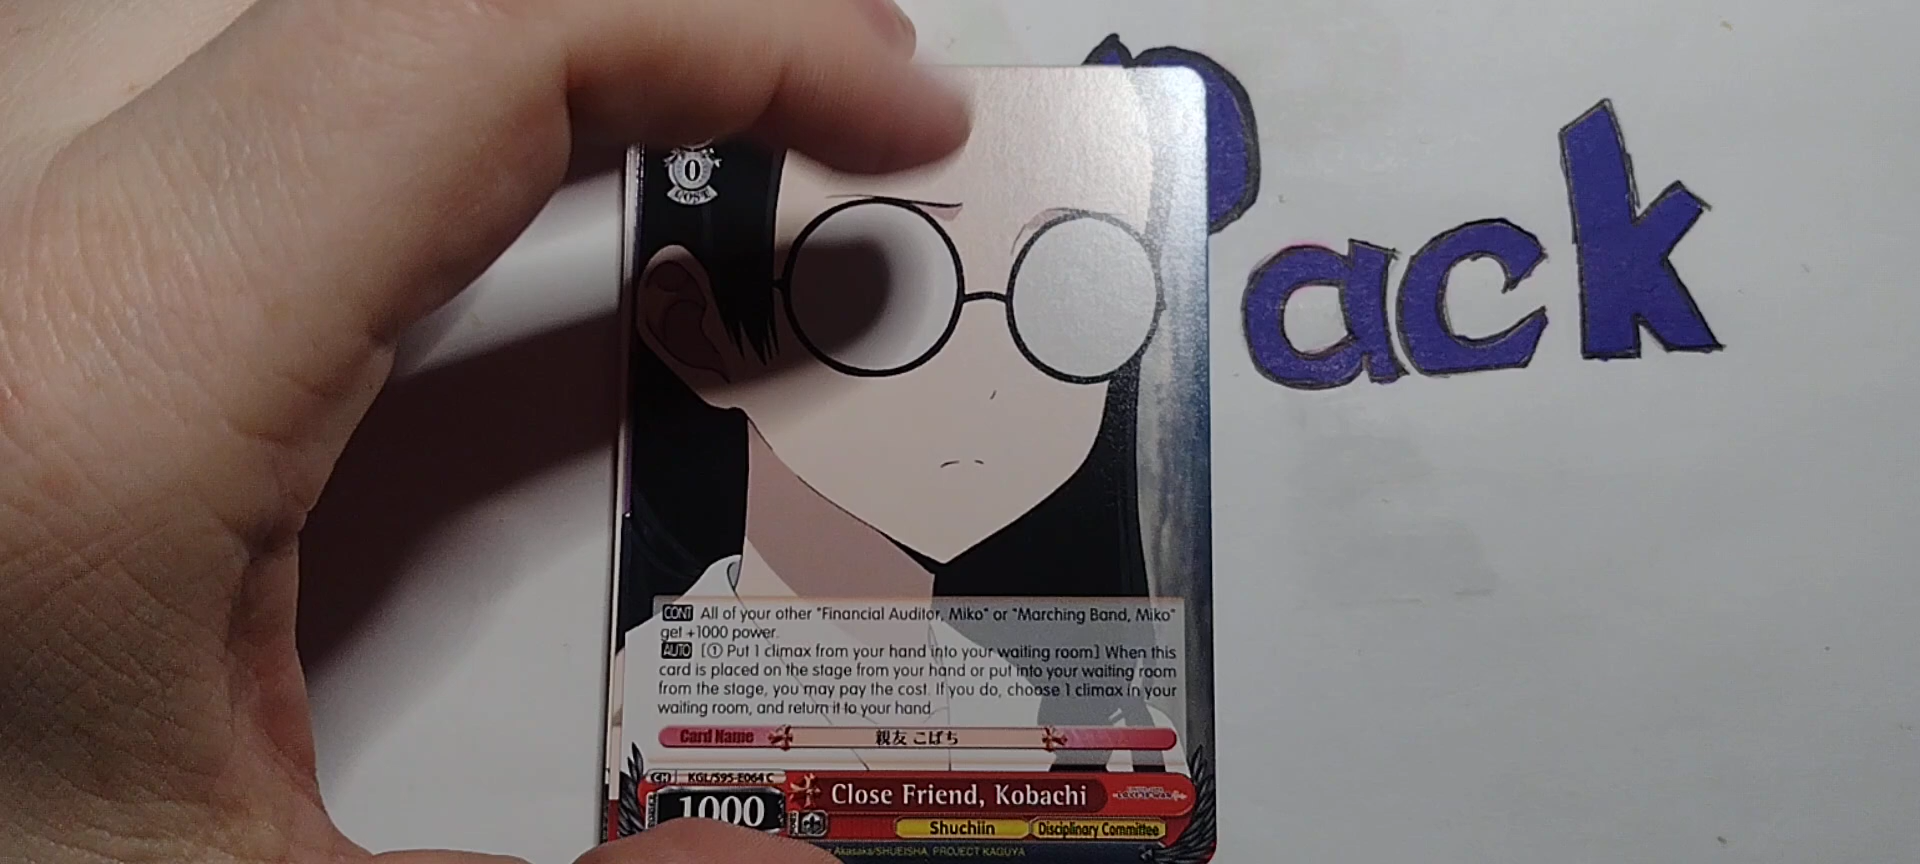 Pack
0
COST
CONT All of your other "Financial Auditor, Miko" or "Marching Band, Miko"
get +1000 power.
AUTO [① Put 1 climax from your hand into your waiting room] When this
card is placed on the stage from your hand or put into your waiting room
from the stage, you may pay the cost. If you do, choose 1 climax in your
waiting room, and return it to your hand.
Card Name 親友 こばち
CH KGL/S95-E064 C
1000 Close Friend, Kobachi
Shuchiin Disciplinary Committee
Akasaka/SHUEISHA, PROJECT KAGUYA